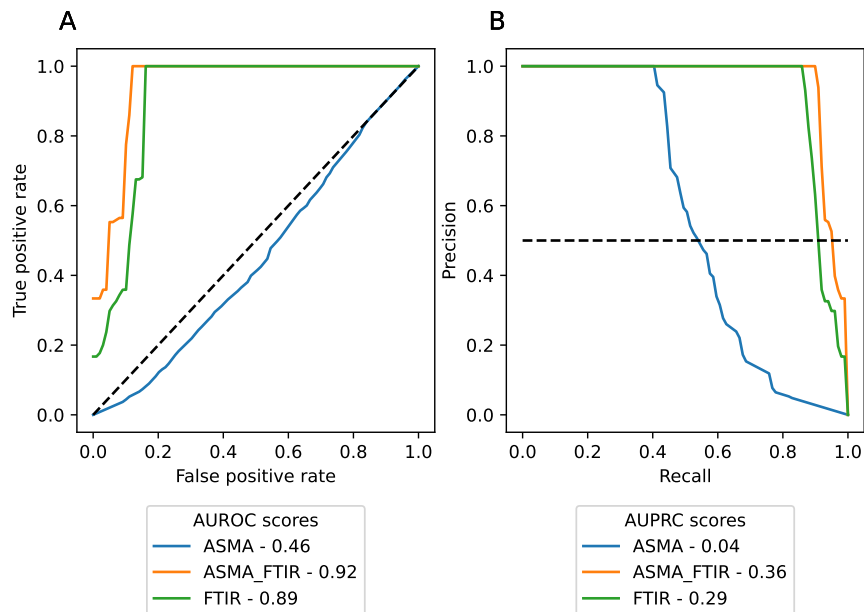 A
True positive rate
1.0
0.8
0.6
0.4
0.2
0.0
0.0 0.2 0.4 0.6 0.8 1.0
False positive rate
AUROC scores
ASMA - 0.46
ASMA_FTIR - 0.92
FTIR - 0.89
B
Precision
1.0
0.8
0.6
0.4
0.2
0.0
0.0 0.2 0.4 0.6 0.8 1.0
Recall
AUPRC scores
ASMA - 0.04
ASMA_FTIR - 0.36
FTIR - 0.29